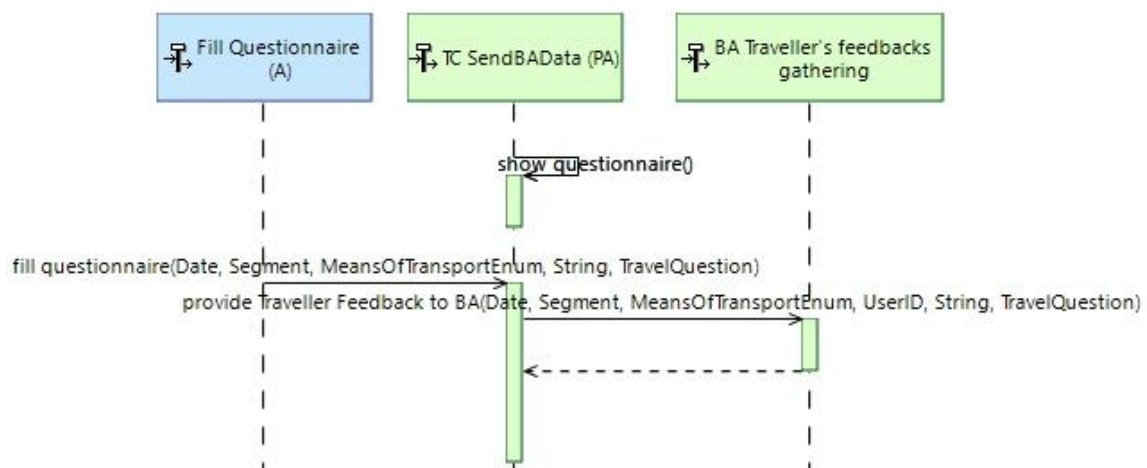 Fill Questionnaire
(A)
TC SendBAData (PA)
BA Traveller's feedbacks
gathering
show questionnaire()
fill questionnaire(Date, Segment, MeansOfTransportEnum, String, TravelQuestion)
provide Traveller Feedback to BA(Date, Segment, MeansOfTransportEnum, UserID, String, TravelQuestion)